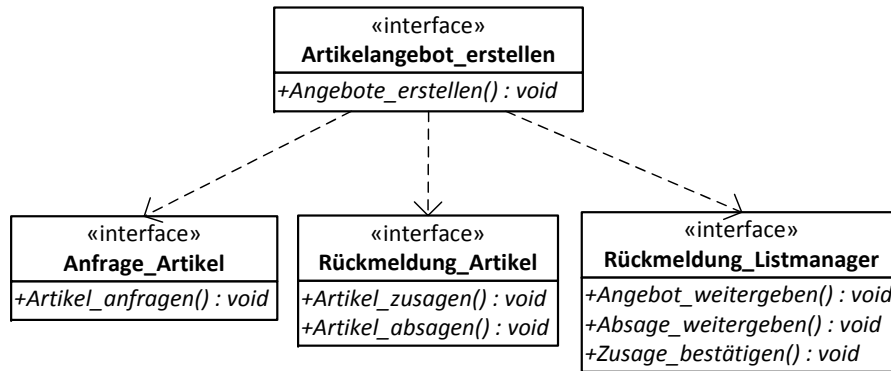 «interface»
Artikelangebot_erstellen
+Angebote_erstellen() : void
«interface»
Anfrage_Artikel
+Artikel_anfragen() : void
«interface»
Rückmeldung_Artikel
+Artikel_zusagen() : void
+Artikel_absagen() : void
«interface»
Rückmeldung_Listmanager
+Angebot_weitergeben() : void
+Absage_weitergeben() : void
+Zusage_bestätigen() : void